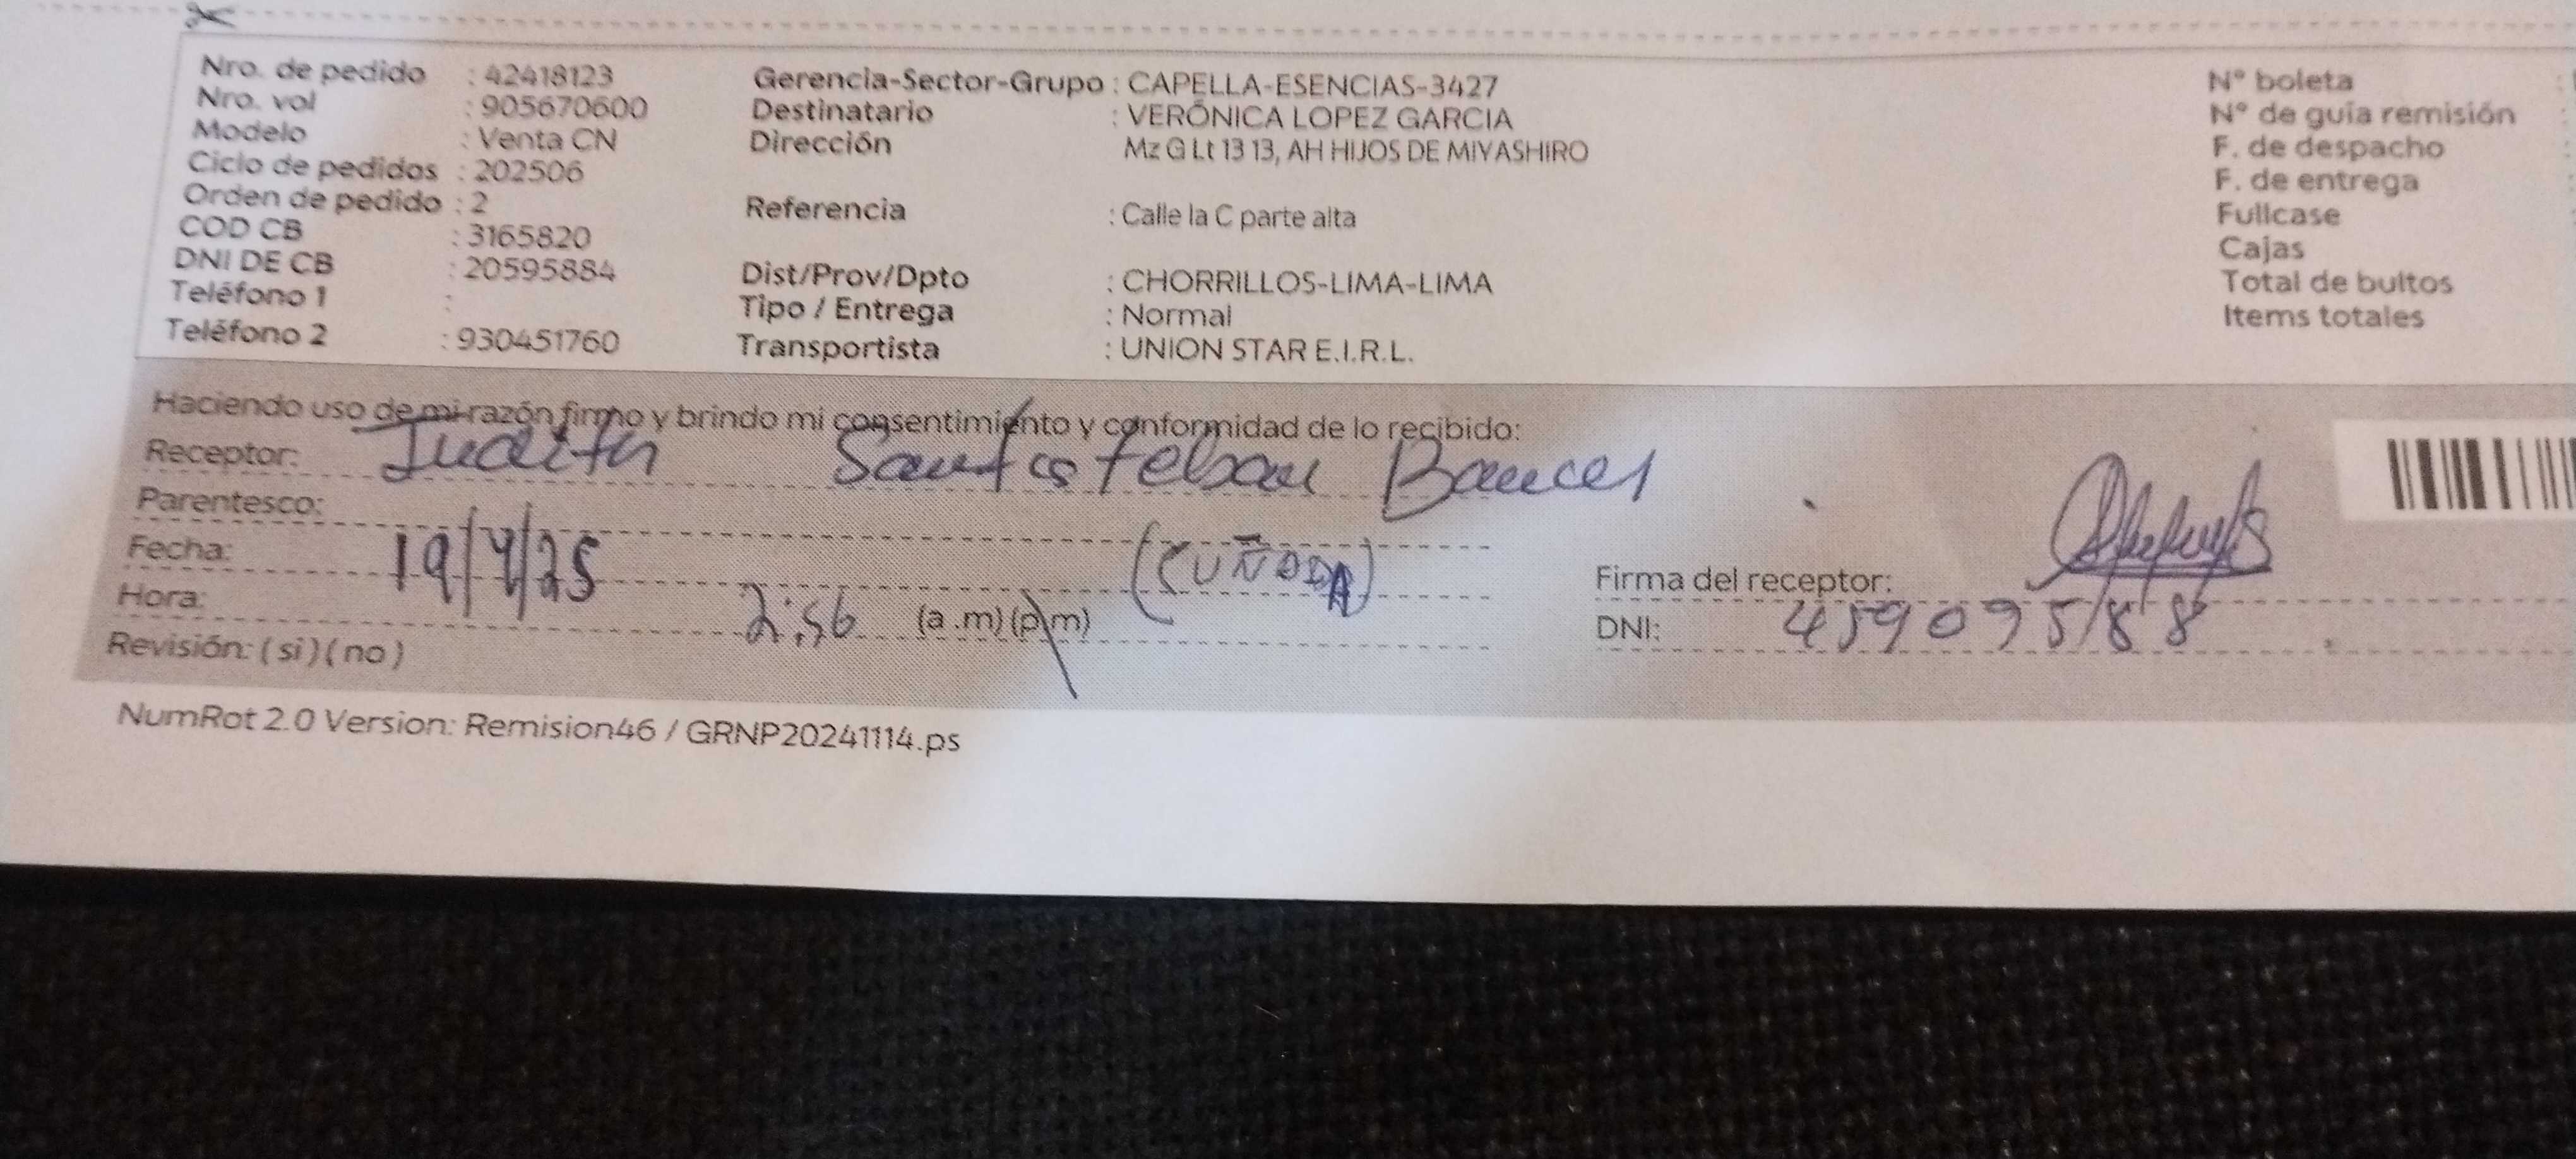 Nro. de pedido : 42418123 Gerencia-Sector-Grupo : CAPELLA-ESENCIAS-3427 N° boleta
Nro. vol : 905670600 Destinatario : VERÓNICA LOPEZ GARCIA N° de guía remisión
Modelo : Venta CN Dirección Mz G Lt 13 13, AH HIJOS DE MIYASHIRO F. de despacho
Ciclo de pedidos : 202506 F. de entrega
Orden de pedido : 2 Referencia : Calle la C parte alta Fullcase
COD CB : 3165820 Cajas
DNI DE CB : 20595884 Dist/Prov/Dpto : CHORRILLOS-LIMA-LIMA Total de bultos
Teléfono 1 : Tipo / Entrega : Normal Items totales
Teléfono 2 : 930451760 Transportista : UNION STAR E.I.R.L.
Haciendo uso de mi razón firmo y brindo mi consentimiento y conformidad de lo recibido:
Receptor: Judith Santisteban
Parentesco:
Fecha: 19/4/25 (CUÑADA) Firma del receptor:
Hora: 2:56 (a.m)(p.m) DNI: 45909588
Revisión: ( si ) ( no )
NumRot 2.0 Version: Remision46 / GRNP20241114.ps